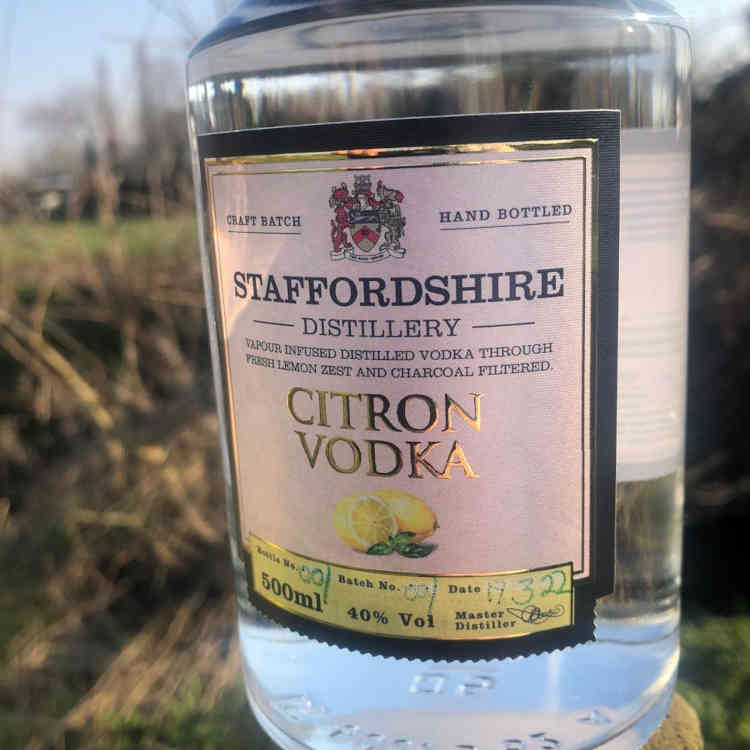 CRAFT BATCH
HAND BOTTLED
STAFFORDSHIRE
DISTILLERY
VAPOUR INFUSED DISTILLED VODKA THROUGH
FRESH LEMON ZEST AND CHARCOAL FILTERED.
CITRON
VODKA
Bottle No. 001 Batch No. 001 Date 19.3.22
500ml 40% Vol Master
Distiller